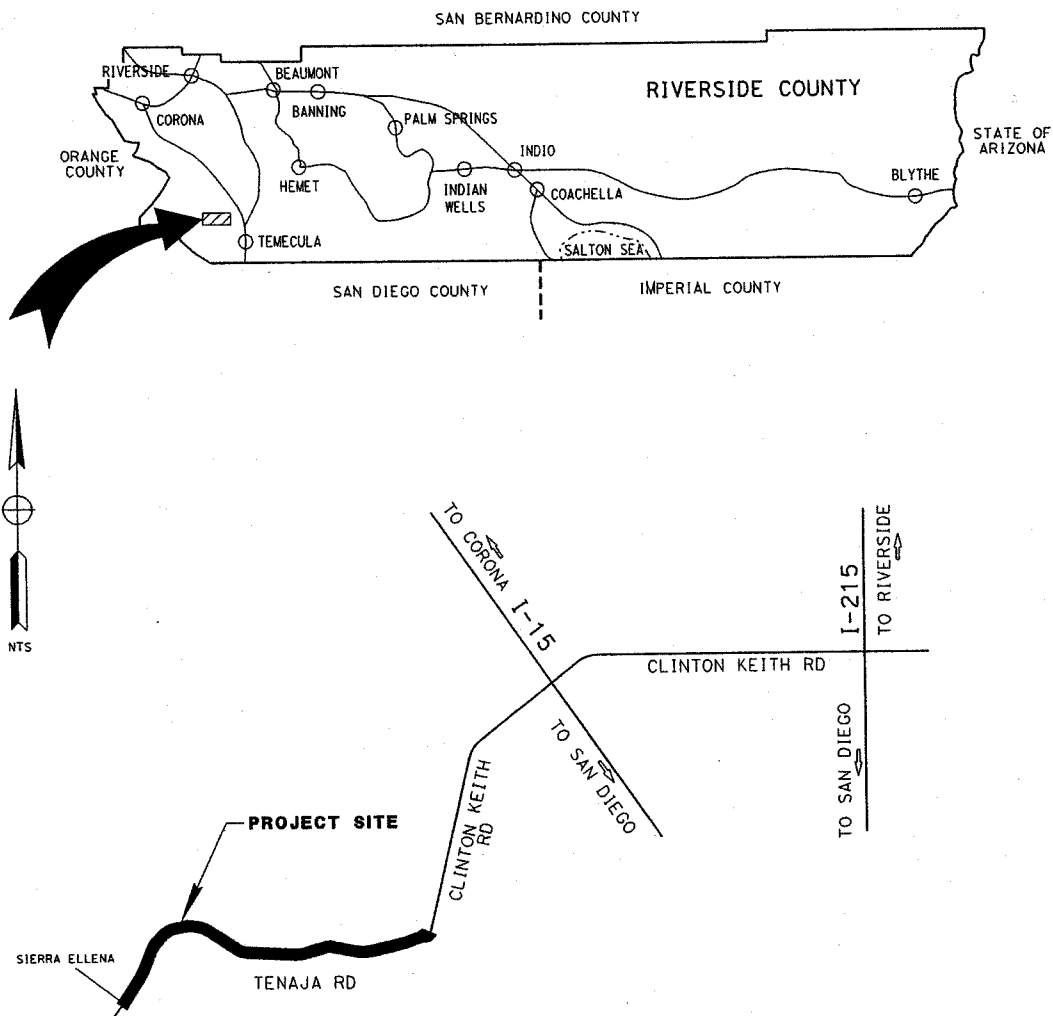 SAN BERNARDINO COUNTY
RIVERSIDE
BEAUMONT
RIVERSIDE COUNTY
CORONA
BANNING
PALM SPRINGS
STATE OF
ARIZONA
ORANGE
COUNTY
HEMET
INDIAN
WELLS
INDIO
COACHELLA
BLYTHE
TEMECULA
SALTON SEA
SAN DIEGO COUNTY
IMPERIAL COUNTY
NTS
TO CORONA
I-15
TO SAN DIEGO
I-215
TO RIVERSIDE
CLINTON KEITH RD
TO SAN DIEGO
CLINTON KEITH
RD
PROJECT SITE
SIERRA ELLENA
TENAJA RD